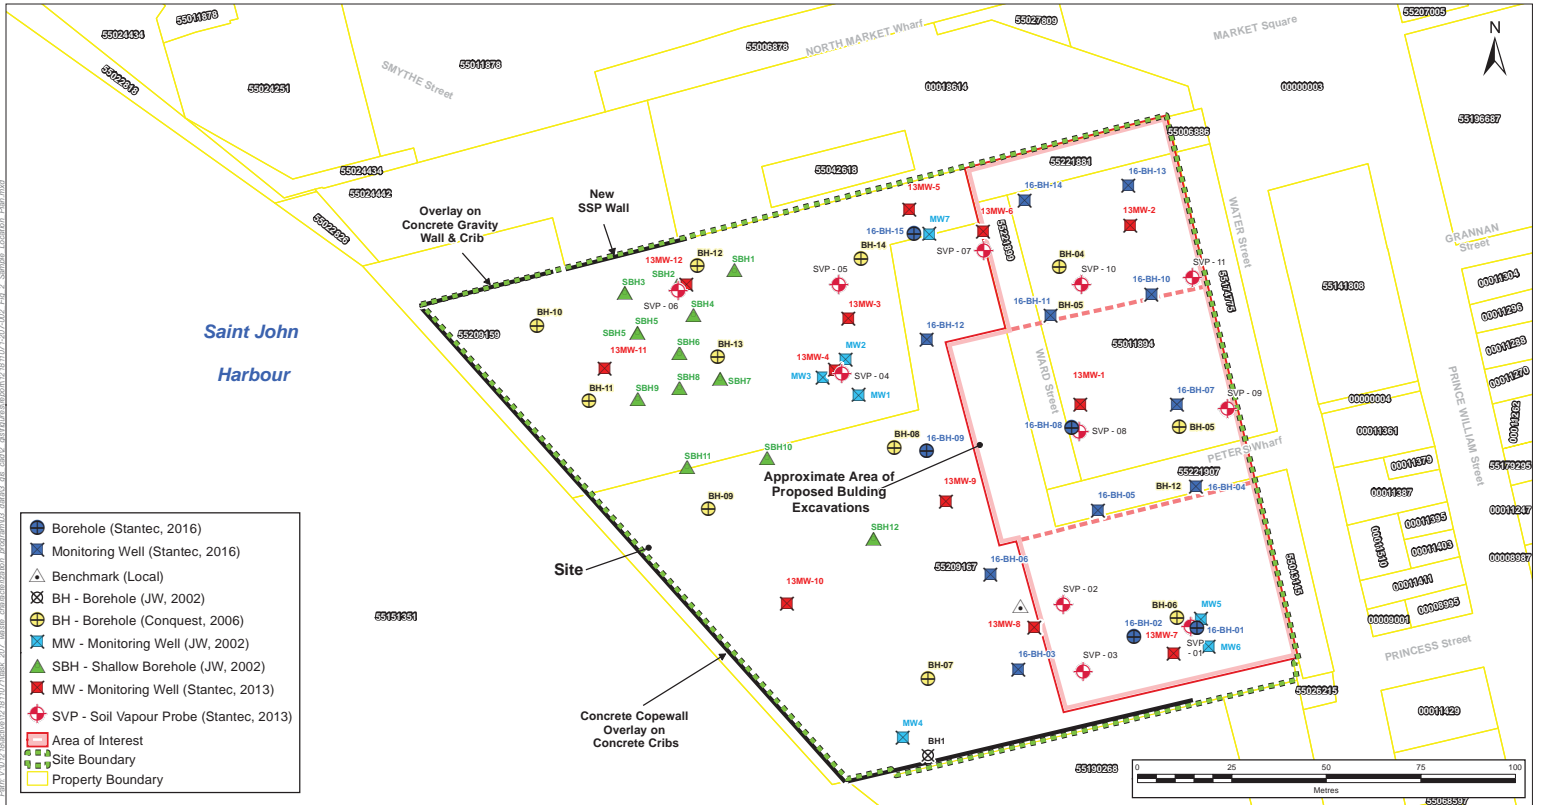 55011878
55024434
55022818
55024251
SMYTHE Street
55011878
55006878
NORTH MARKET Wharf
55027809
MARKET Square
55207005
N
00018614
00000003
55196687
55024434
55024442
55022826
55042618
55006886
55221881
WATER Street
GRANNAN
Street
New
SSP Wall
Overlay on
Concrete Gravity
Wall & Crib
13MW-5
16-BH-14
16-BH-13
13MW-6
13MW-2
MW7
16-BH-15
BH-14
SVP - 07
BH-04
SVP - 10
SVP - 11
16-BH-10
55174775
55141808
00011304
00011296
00011288
00011270
00011262
BH-12
13MW-12
SBH1
SBH2
SBH3
SVP - 06
SBH4
SVP - 05
13MW-3
16-BH-11
BH-05
BH-10
Saint John
Harbour
55209159
SBH5
SBH5
SBH6
BH-13
13MW-11
SBH7
SBH8
SBH9
BH-11
MW2
13MW-4
MW3
SVP - 04
MW1
16-BH-12
55011894
WARD Street
13MW-1
16-BH-07
SVP - 09
16-BH-08
SVP - 08
BH-05
PETERS Wharf
00000004
00011361
PRINCE WILLIAM Street
00011379
55179295
00011387
00011247
00011395
00011403
00011510
00008987
00011411
00008995
00009001
BH-08
16-BH-09
SBH10
SBH11
Approximate Area of
Proposed Bulding
Excavations
55221907
BH-12
16-BH-04
16-BH-05
13MW-9
BH-09
SBH12
Site
55209167
16-BH-06
55043445
13MW-10
SVP - 02
13MW-8
BH-06
MW5
16-BH-02
16-BH-01
13MW-7
SVP
- 01
MW6
16-BH-03
SVP - 03
BH-07
PRINCESS Street
55026215
00011429
55151351
Concrete Copewall
Overlay on
Concrete Cribs
MW4
BH1
55190268
55068597
Borehole (Stantec, 2016)
Monitoring Well (Stantec, 2016)
Benchmark (Local)
BH - Borehole (JW, 2002)
BH - Borehole (Conquest, 2006)
MW - Monitoring Well (JW, 2002)
SBH - Shallow Borehole (JW, 2002)
MW - Monitoring Well (Stantec, 2013)
SVP - Soil Vapour Probe (Stantec, 2013)
Area of Interest
Site Boundary
Property Boundary
0 25 50 75 100
Metres